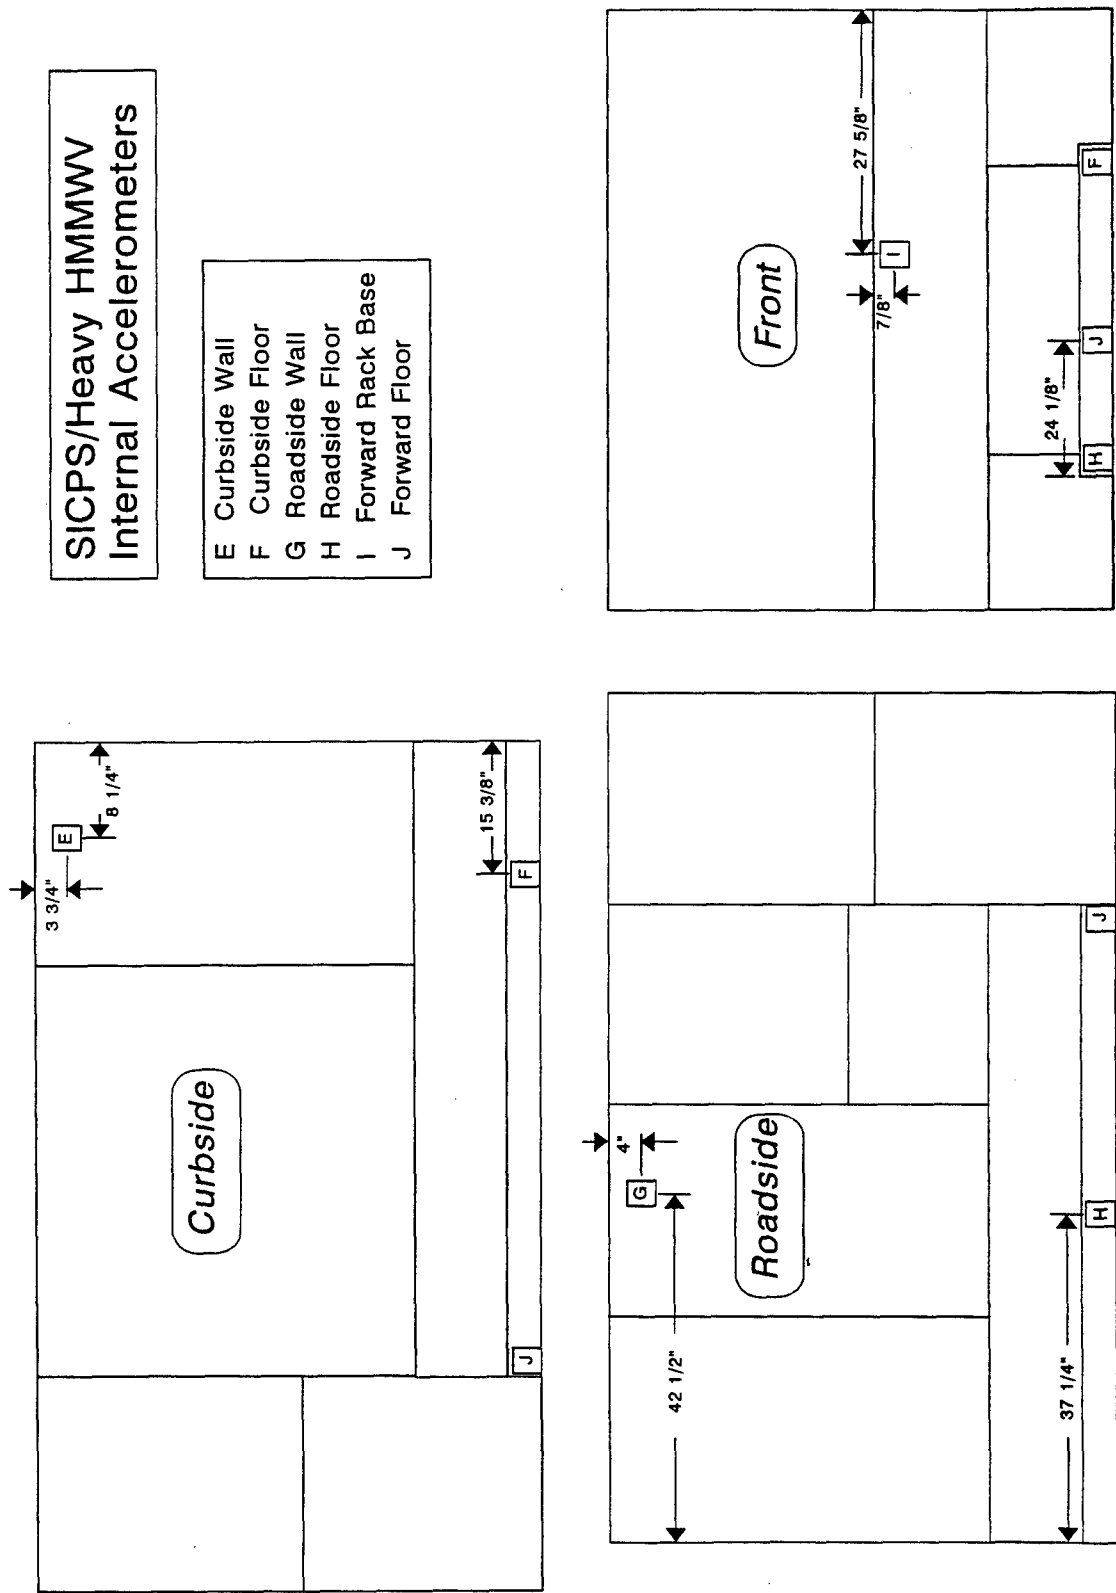 SICPS/Heavy HMMWV
Internal Accelerometers
E Curbside Wall
F Curbside Floor
G Roadside Wall
H Roadside Floor
I Forward Rack Base
J Forward Floor
Curbside
3 3/4"
E
8 1/4"
15 3/8"
J
F
Roadside
4"
G
42 1/2"
37 1/4"
H
J
Front
27 5/8"
I
7/8"
24 1/8"
H
J
F